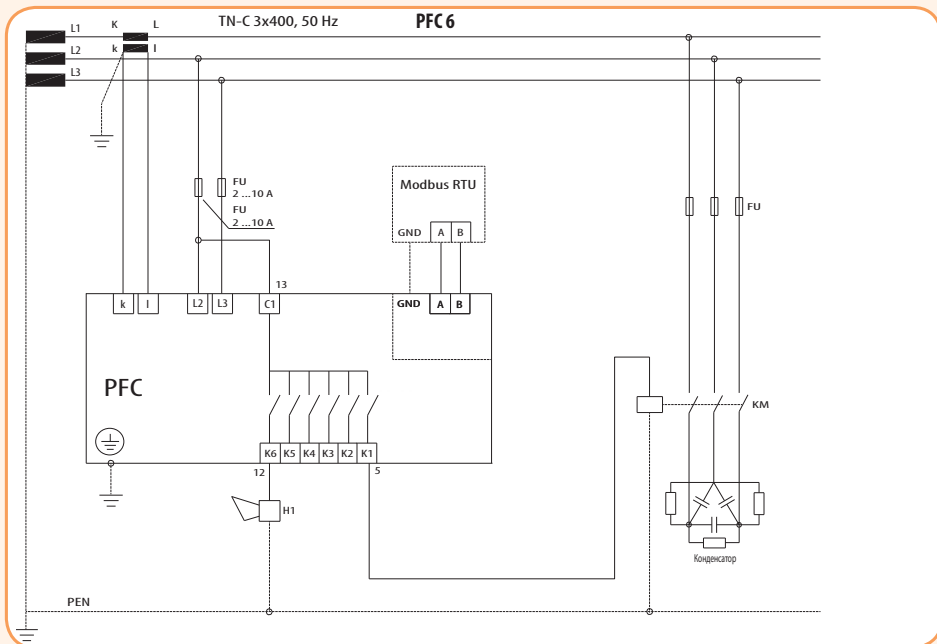 TN-C 3x400, 50 Hz
PFC 6
L1
K
L
L2
k
l
L3
FU
2 ...10 A
FU
2 ...10 A
Modbus RTU
GND
A
B
FU
13
k
l
L2
L3
C1
GND
A
B
PFC
KM
K6
K5
K4
K3
K2
K1
12
5
H1
Конденсатор
PEN